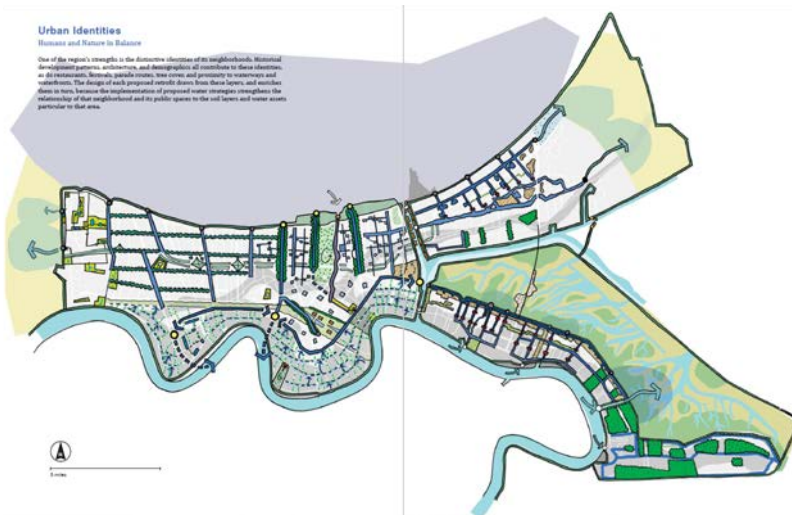 Urban Identities
Humans and Nature in Balance
One of the region's strengths is the distinctive identities of its neighborhoods. Historical
development patterns, architecture, and demographics all contribute to these identities,
as do restaurants, festivals, parade routes, tree cover, and proximity to waterways and
waterfronts. The design of each proposed retrofit draws from these layers, and enriches
them in turn, because the implementation of proposed water strategies strengthens the
relationship of that neighborhood and its public spaces to the soil layers and water assets
particular to that area.
5 miles